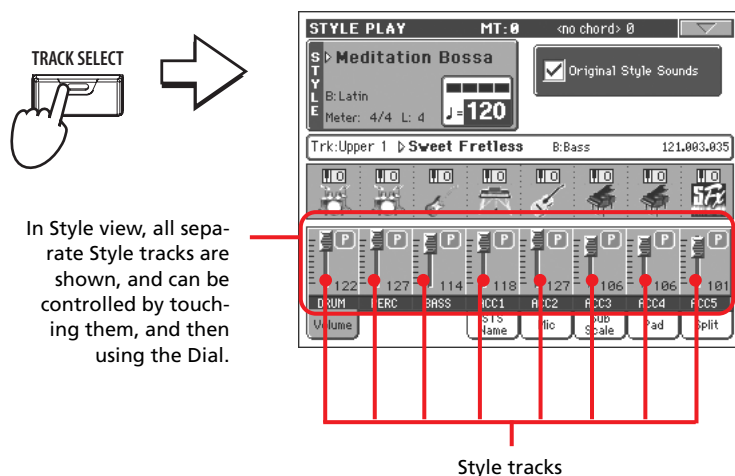 TRACK SELECT
STYLE PLAY MT:0 <no chord> 0
STYLE
Meditation Bossa
B:Latin
Meter: 4/4 L: 4
♩=120
Original Style Sounds
Trk:Upper 1 Sweet Fretless B:Bass 121.003.035
SFX
P P P P P P P P
122 127 114 118 127 106 106 101
DRUM PERC BASS ACC1 ACC2 ACC3 ACC4 ACC5
Volume STS Name Mic Sub Scale Pad Split
In Style view, all sepa-
rate Style tracks are
shown, and can be
controlled by touch-
ing them, and then
using the Dial.
Style tracks